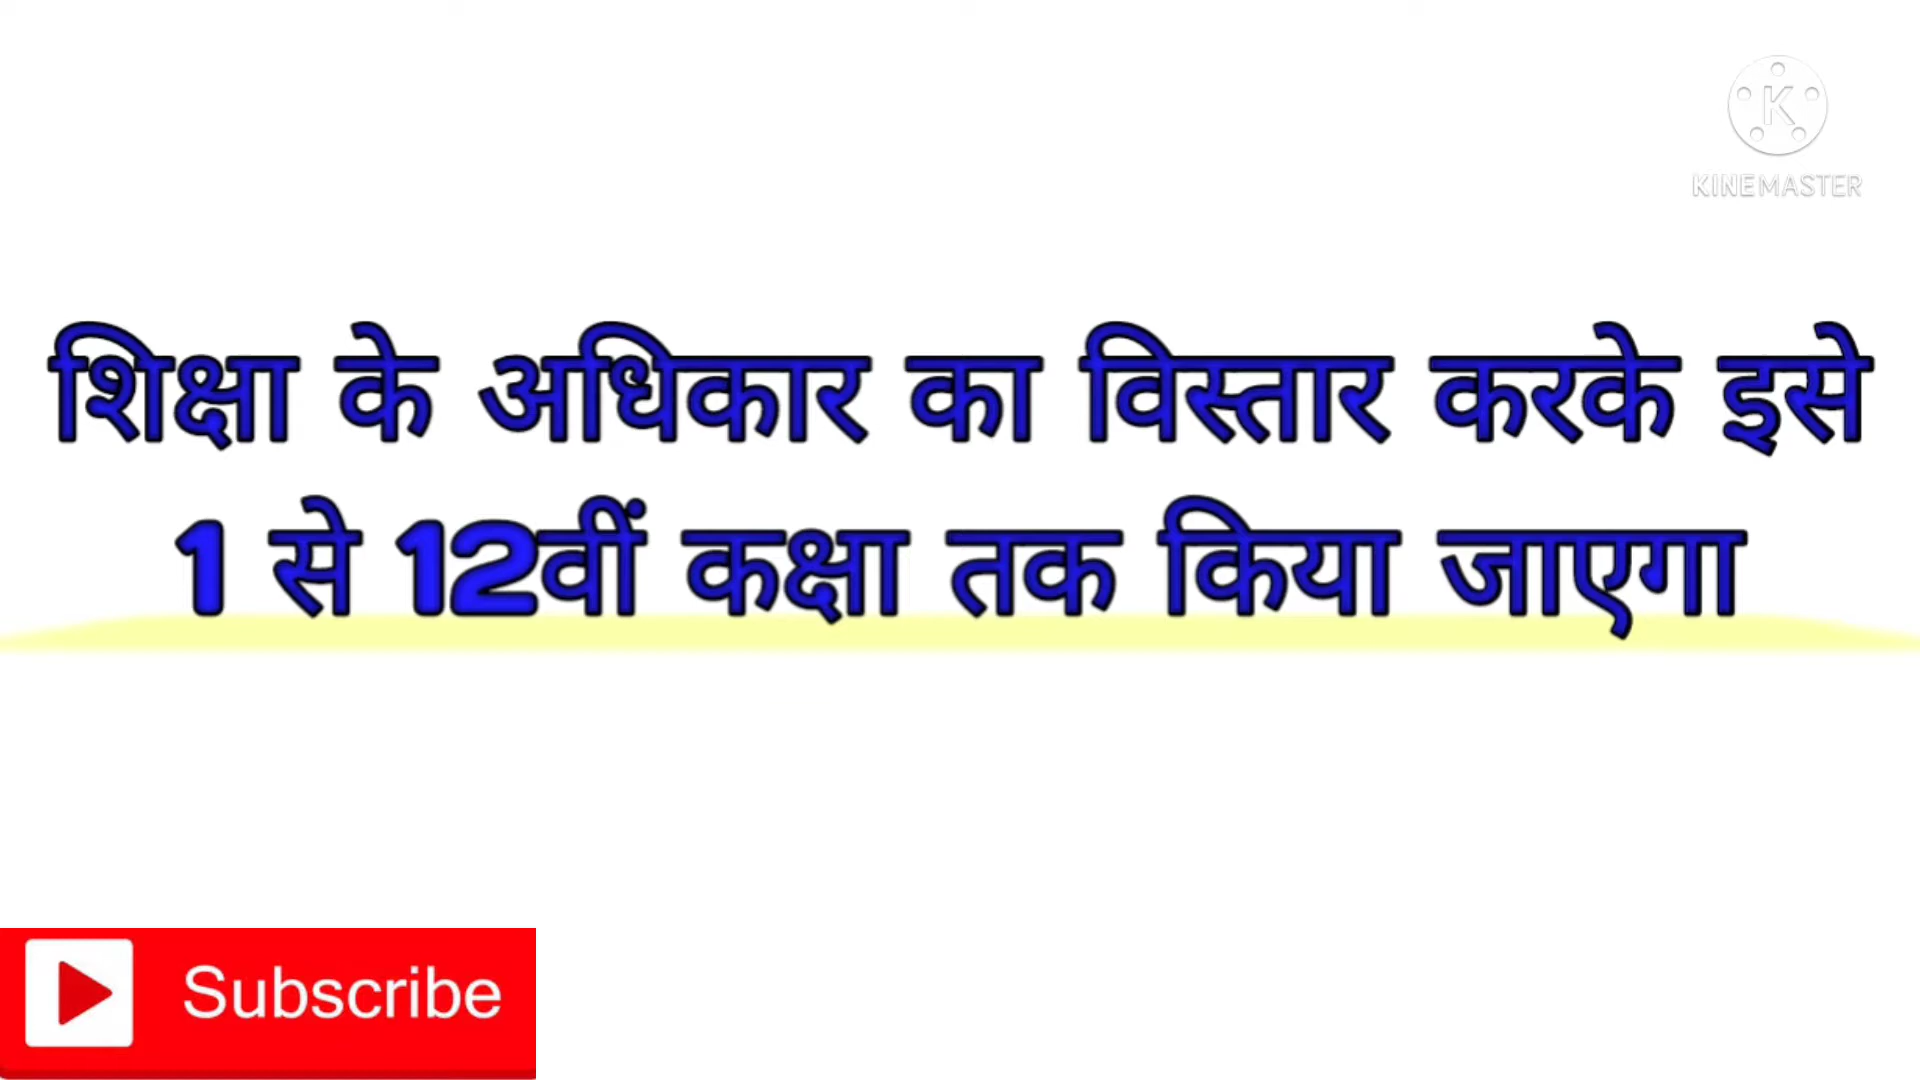 KINEMASTER
शिक्षा के अधिकार का विस्तार करके इसे
1 से 12वीं कक्षा तक किया जाएगा
Subscribe